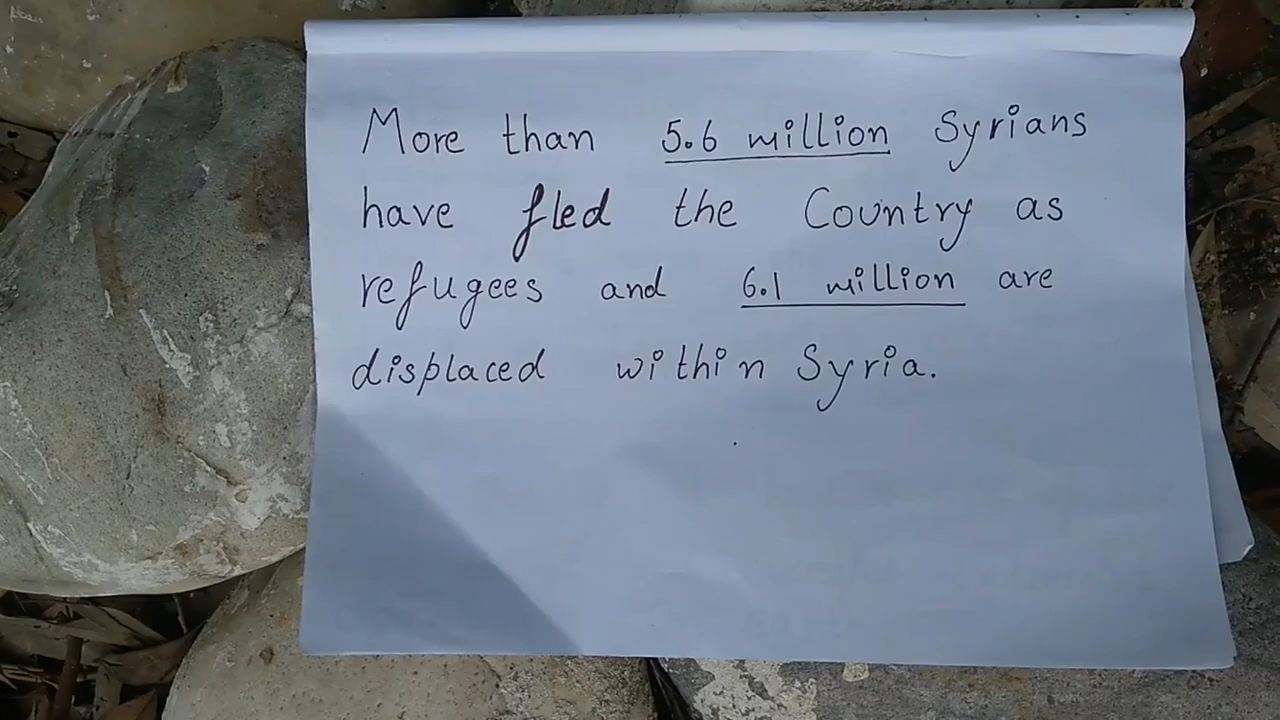 More than 5.6 million Syrians
have fled the Country as
refugees and 6.1 million are
displaced within Syria.